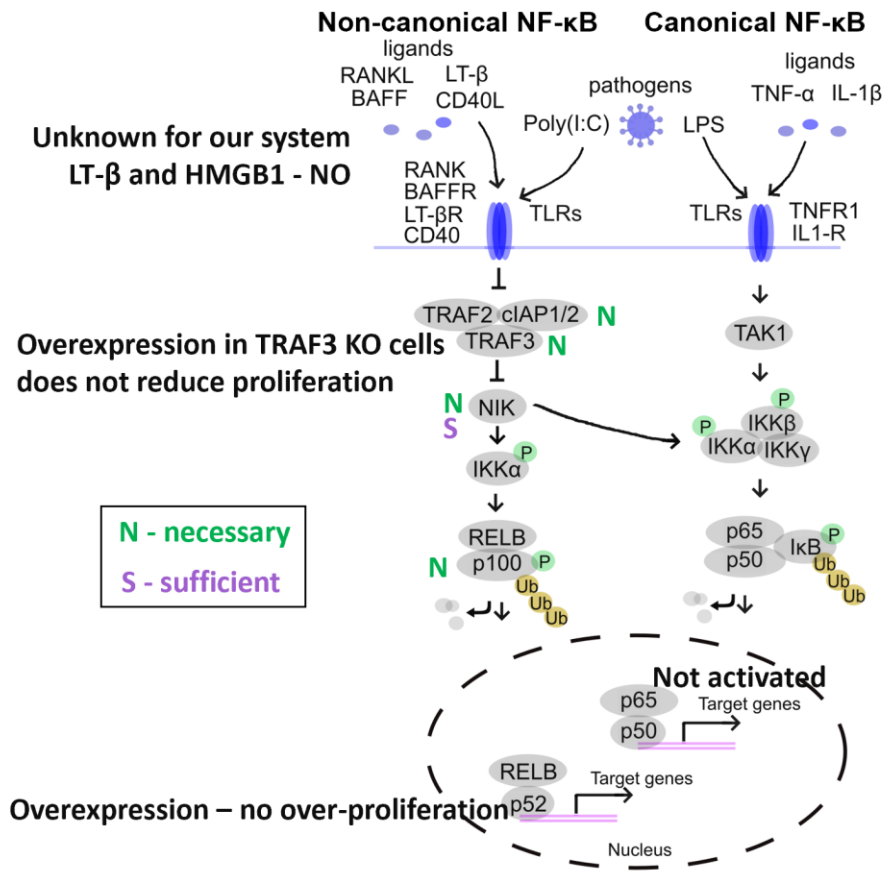 Non-canonical NF-κB
Canonical NF-κB
ligands
RANKL
BAFF
LT-β
CD40L
pathogens
Poly(I:C)
LPS
ligands
TNF-α
IL-1β
Unknown for our system
LT-β and HMGB1 - NO
RANK
BAFFR
LT-βR
CD40
TLRs
TLRs
TNFR1
IL1-R
TRAF2
cIAP1/2
N
TRAF3
N
TAK1
Overexpression in TRAF3 KO cells
does not reduce proliferation
N
S
NIK
P
IKKα
P
P
IKKβ
IKKα
IKKγ
N - necessary
S - sufficient
RELB
p100
P
N
Ub
Ub
Ub
p65
p50
IκB
P
Ub
Ub
Ub
Not activated
p65
p50
Target genes
RELB
p52
Target genes
Overexpression – no over-proliferation
Nucleus